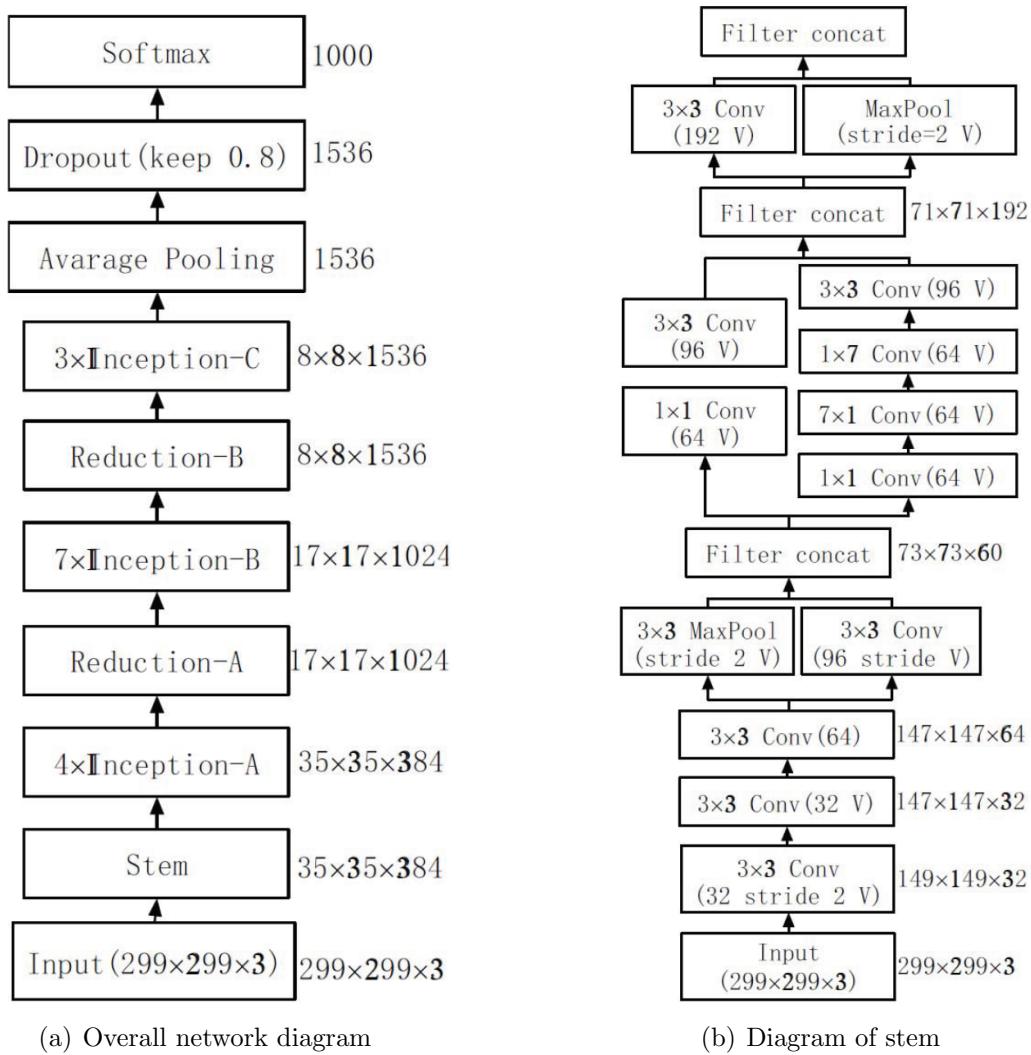 Softmax
1000
Dropout(keep 0.8)
1536
Avarage Pooling
1536
3×Inception-C
8×8×1536
Reduction-B
8×8×1536
7×Inception-B
17×17×1024
Reduction-A
17×17×1024
4×Inception-A
35×35×384
Stem
35×35×384
Input(299×299×3)
299×299×3
(a) Overall network diagram
Filter concat
3×3 Conv
(192 V)
MaxPool
(stride=2 V)
Filter concat
71×71×192
3×3 Conv(96 V)
3×3 Conv
(96 V)
1×7 Conv(64 V)
1×1 Conv
(64 V)
7×1 Conv(64 V)
1×1 Conv(64 V)
Filter concat
73×73×60
3×3 MaxPool
(stride 2 V)
3×3 Conv
(96 stride V)
3×3 Conv(64)
147×147×64
3×3 Conv(32 V)
147×147×32
3×3 Conv
(32 stride 2 V)
149×149×32
Input
(299×299×3)
299×299×3
(b) Diagram of stem